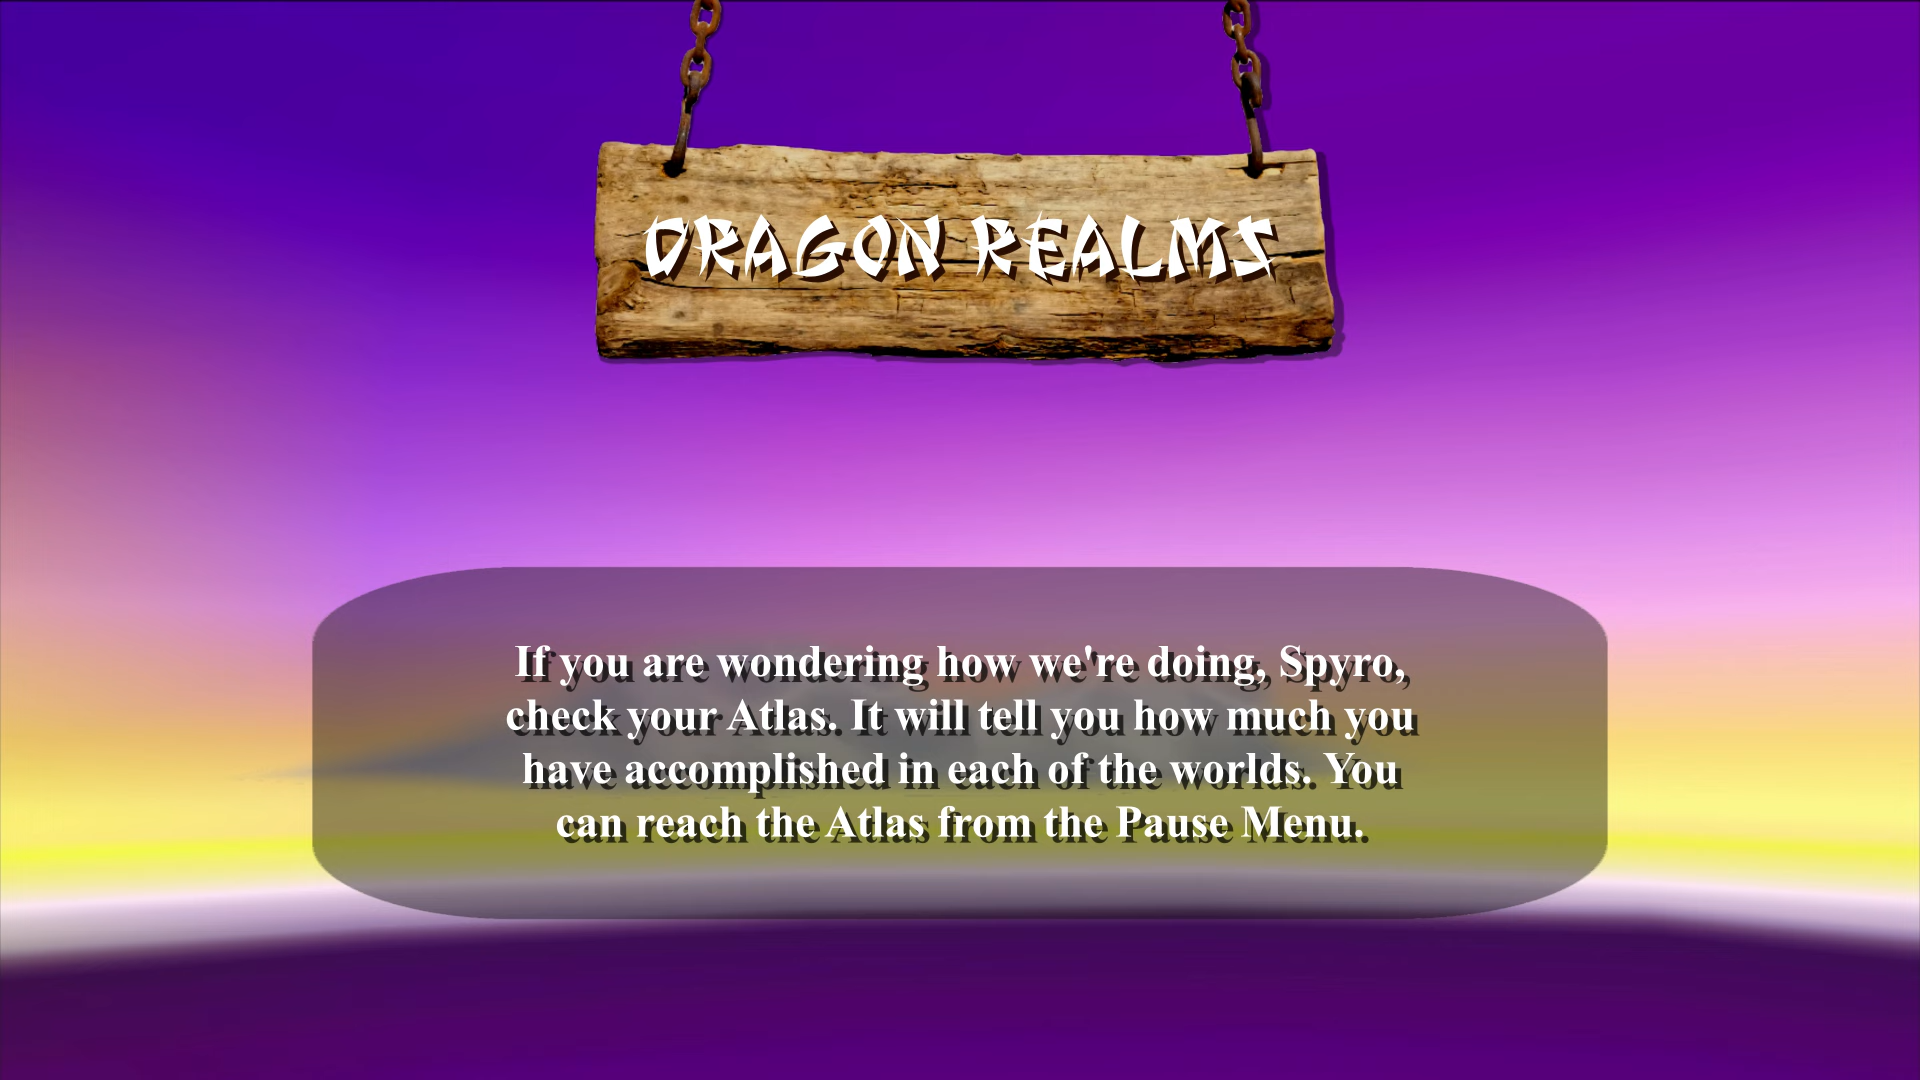 DRAGON REALMS
If you are wondering how we're doing, Spyro,
check your Atlas. It will tell you how much you
have accomplished in each of the worlds. You
can reach the Atlas from the Pause Menu.